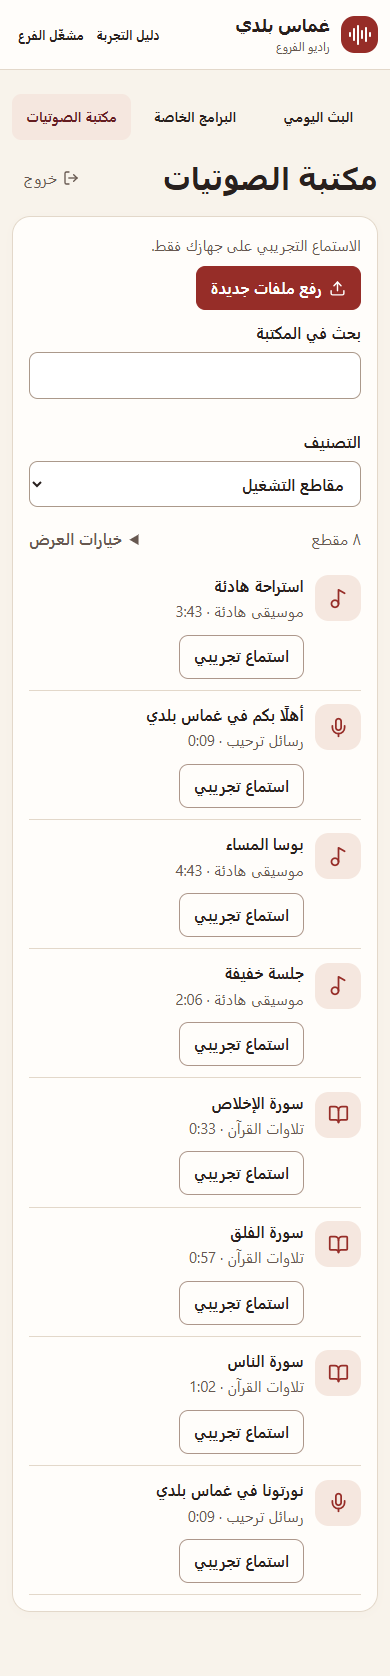 غماس بلدي
راديو الفروع
دليل التجربة
مشغّل الفرع
البث اليومي
البرامج الخاصة
مكتبة الصوتيات
مكتبة الصوتيات
خروج
الاستماع التجريبي على جهازك فقط.
رفع ملفات جديدة
بحث في المكتبة
التصنيف
مقاطع التشغيل
٨ مقطع
خيارات العرض
استراحة هادئة
موسيقى هادئة · 3:43
استماع تجريبي
أهلًا بكم في غماس بلدي
رسائل ترحيب · 0:09
استماع تجريبي
بوسا المساء
موسيقى هادئة · 4:43
استماع تجريبي
جلسة خفيفة
موسيقى هادئة · 2:06
استماع تجريبي
سورة الإخلاص
تلاوات القرآن · 0:33
استماع تجريبي
سورة الفلق
تلاوات القرآن · 0:57
استماع تجريبي
سورة الناس
تلاوات القرآن · 1:02
استماع تجريبي
نورتونا في غماس بلدي
رسائل ترحيب · 0:09
استماع تجريبي